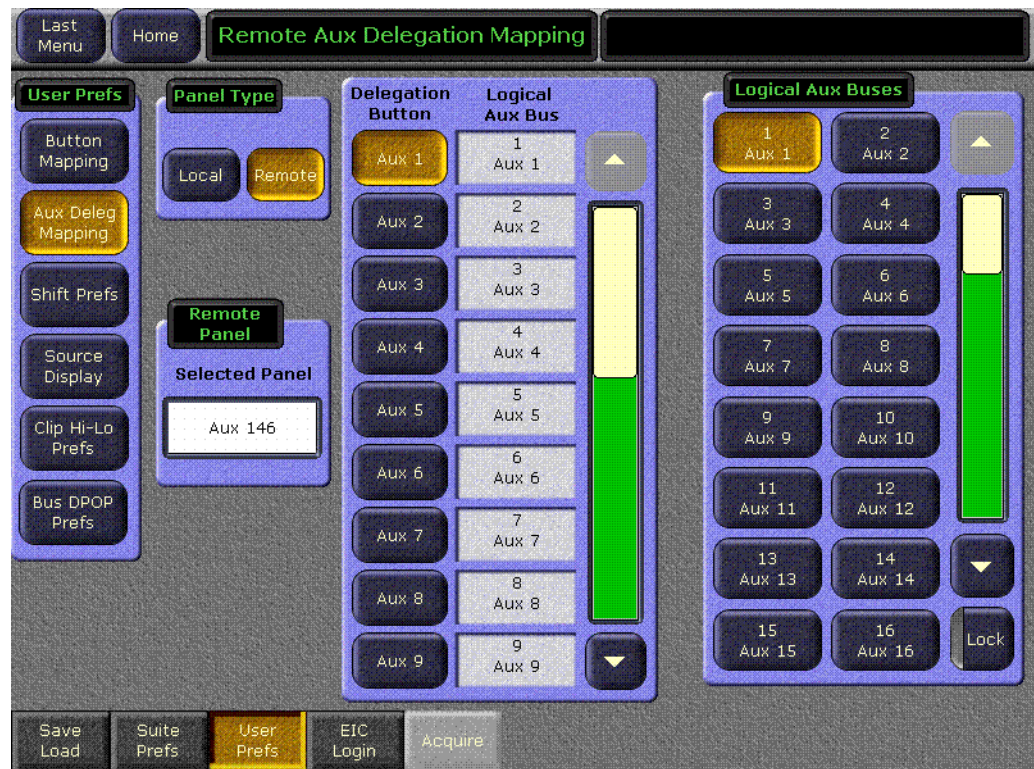 Last
Menu
Home
Remote Aux Delegation Mapping
User Prefs
Button
Mapping
Aux Deleg
Mapping
Shift Prefs
Source
Display
Clip Hi-Lo
Prefs
Bus DPOP
Prefs
Panel Type
Local
Remote
Remote
Panel
Selected Panel
Aux 146
Delegation
Button
Logical
Aux Bus
Aux 1
1
Aux 1
Aux 2
2
Aux 2
Aux 3
3
Aux 3
Aux 4
4
Aux 4
Aux 5
5
Aux 5
Aux 6
6
Aux 6
Aux 7
7
Aux 7
Aux 8
8
Aux 8
Aux 9
9
Aux 9
Logical Aux Buses
1
Aux 1
2
Aux 2
3
Aux 3
4
Aux 4
5
Aux 5
6
Aux 6
7
Aux 7
8
Aux 8
9
Aux 9
10
Aux 10
11
Aux 11
12
Aux 12
13
Aux 13
14
Aux 14
15
Aux 15
16
Aux 16
Lock
Save
Load
Suite
Prefs
User
Prefs
EIC
Login
Acquire